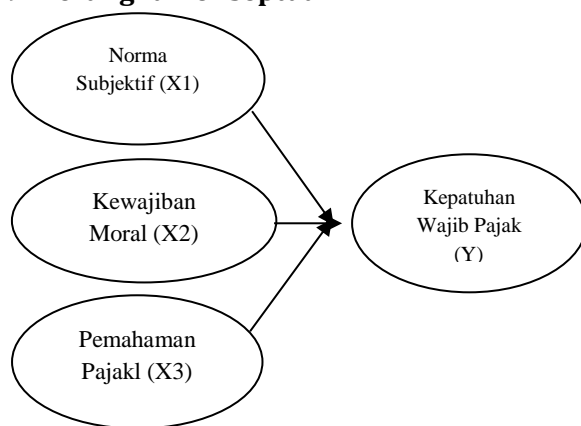 Norma
Subjektif (X1)
Kewajiban
Moral (X2)
Kepatuhan
Wajib Pajak
(Y)
Pemahaman
Pajakl (X3)